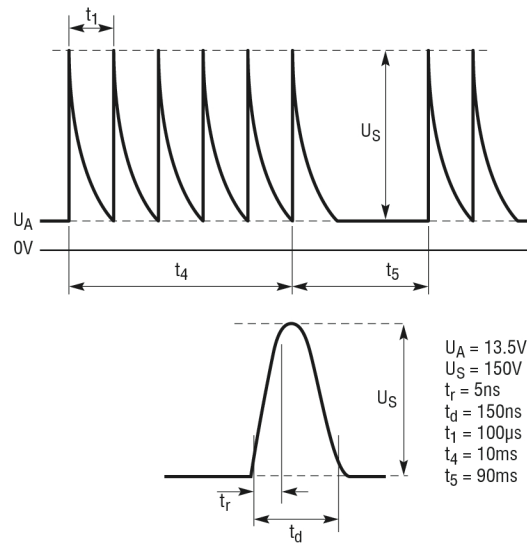 t1
US
UA
0V
t4
t5
US
tr
td
UA = 13.5V
US = 150V
tr = 5ns
td = 150ns
t1 = 100µs
t4 = 10ms
t5 = 90ms